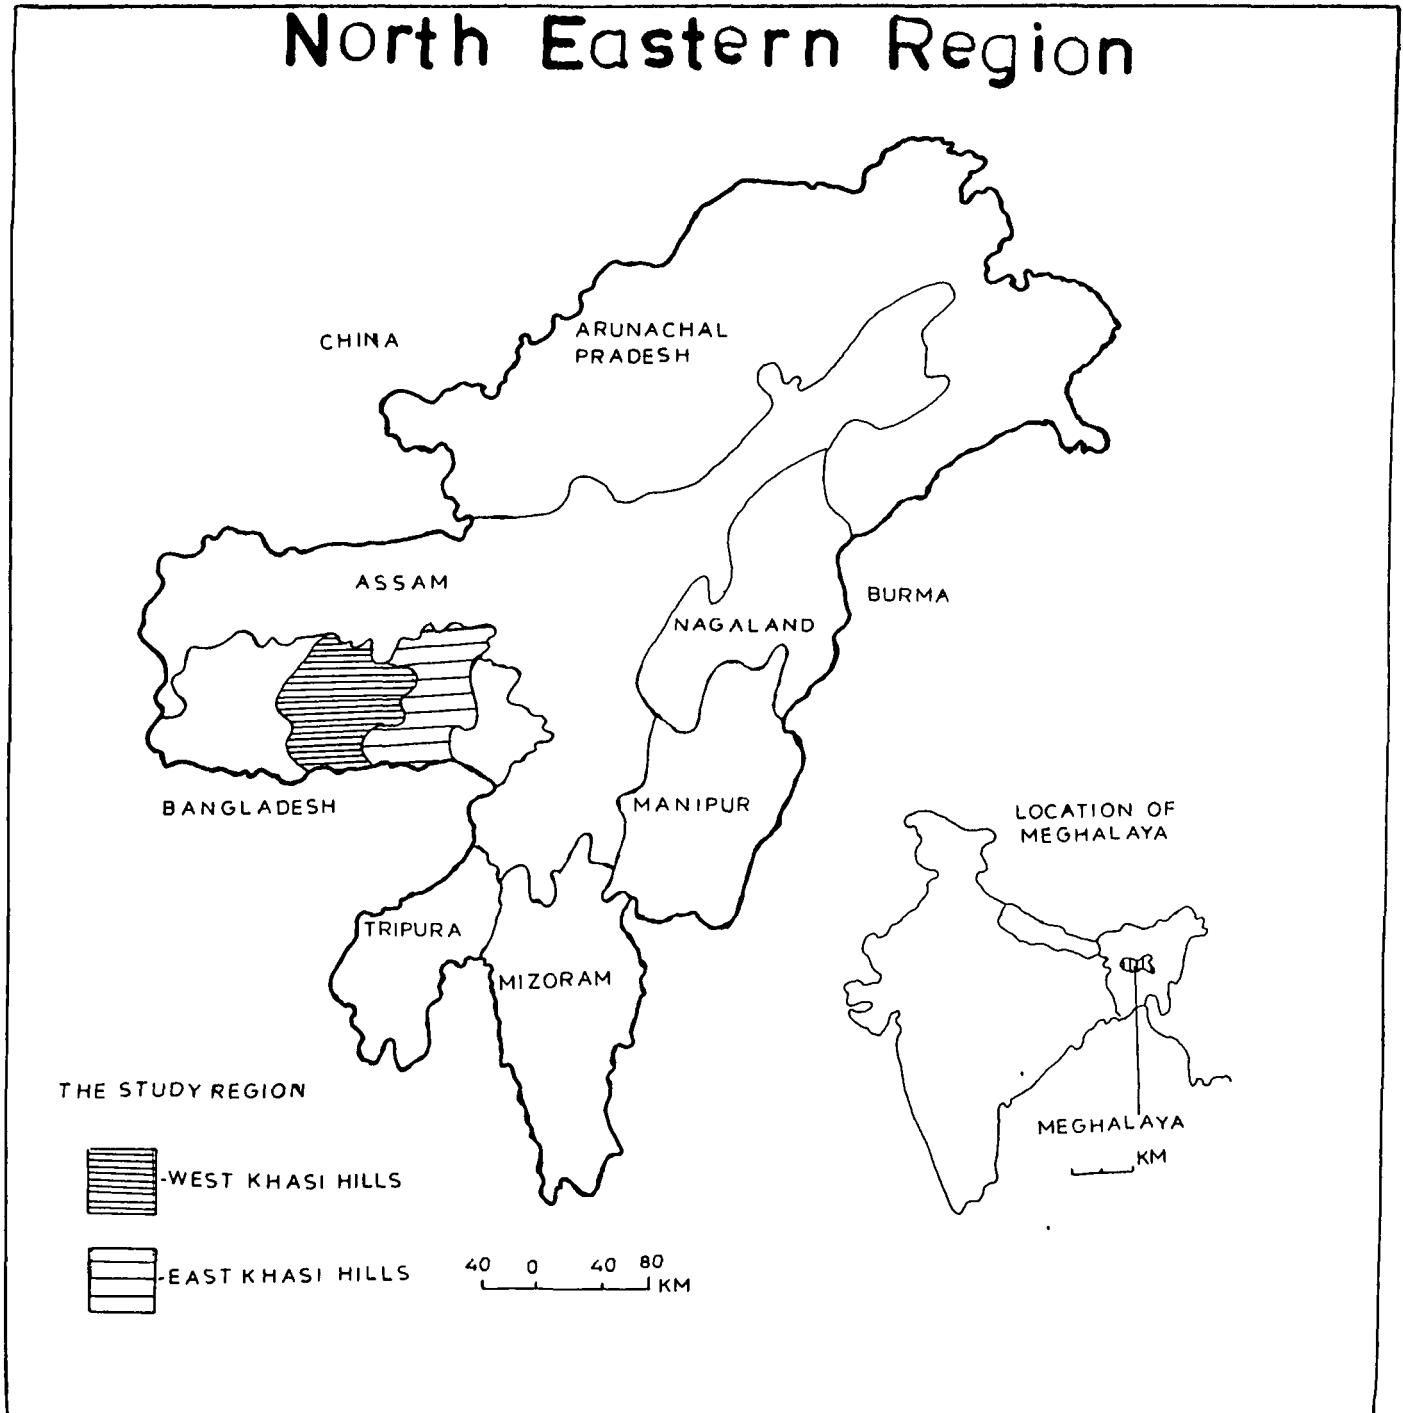 North Eastern Region
CHINA
ARUNACHAL
PRADESH
ASSAM
BURMA
NAGALAND
BANGLADESH
MANIPUR
LOCATION OF
MEGHALAYA
TRIPURA
MIZORAM
THE STUDY REGION
MEGHALAYA
KM
-WEST KHASI HILLS
-EAST KHASI HILLS
40 0 40 80
KM